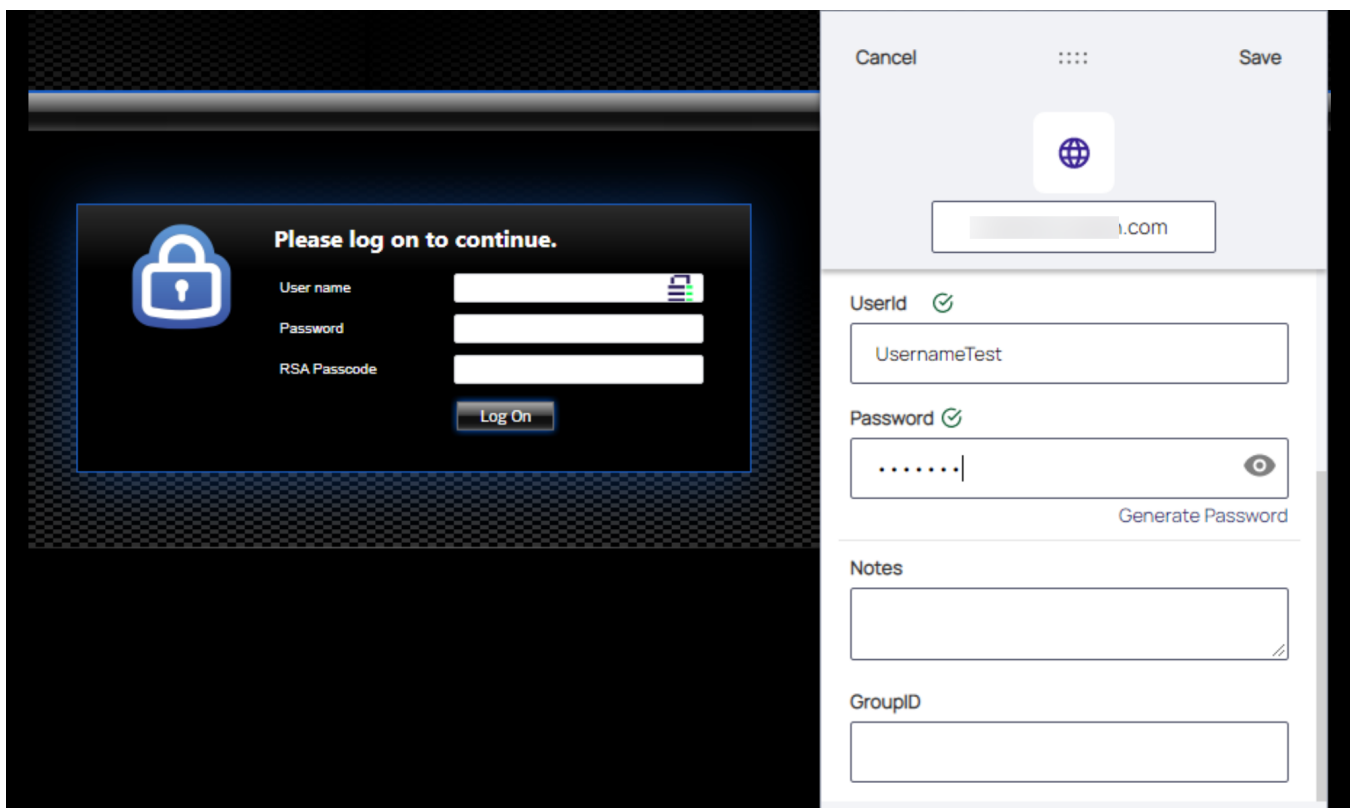 Please log on to continue.
User name
Password
RSA Passcode
Log On
Cancel
Save
.com
UserId
UsernameTest
Password
Generate Password
Notes
GroupID